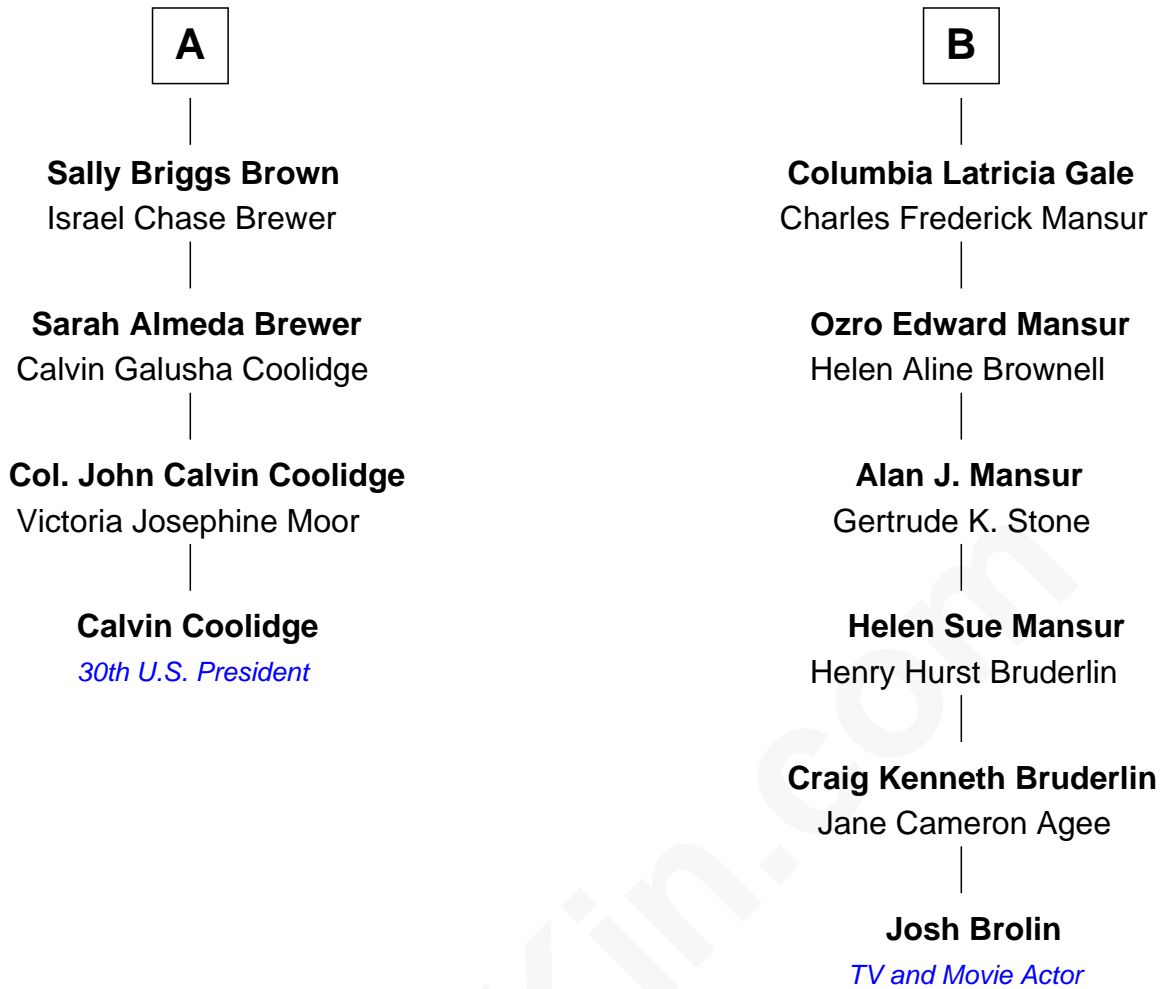 A
Sally Briggs Brown
Israel Chase Brewer
Sarah Almeda Brewer
Calvin Galusha Coolidge
Col. John Calvin Coolidge
Victoria Josephine Moor
Calvin Coolidge
30th U.S. President
B
Columbia Latricia Gale
Charles Frederick Mansur
Ozro Edward Mansur
Helen Aline Brownell
Alan J. Mansur
Gertrude K. Stone
Helen Sue Mansur
Henry Hurst Bruderlin
Craig Kenneth Bruderlin
Jane Cameron Agee
Josh Brolin
TV and Movie Actor
Kin.com